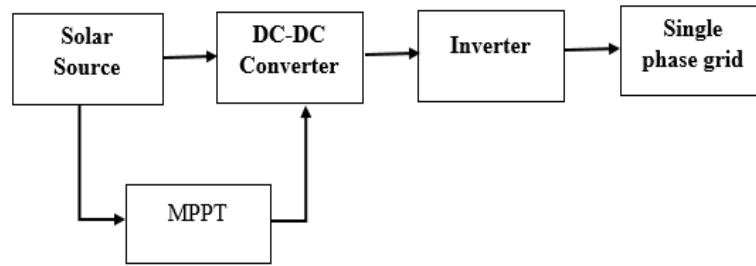 Solar
Source
DC-DC
Converter
Inverter
Single
phase grid
MPPT